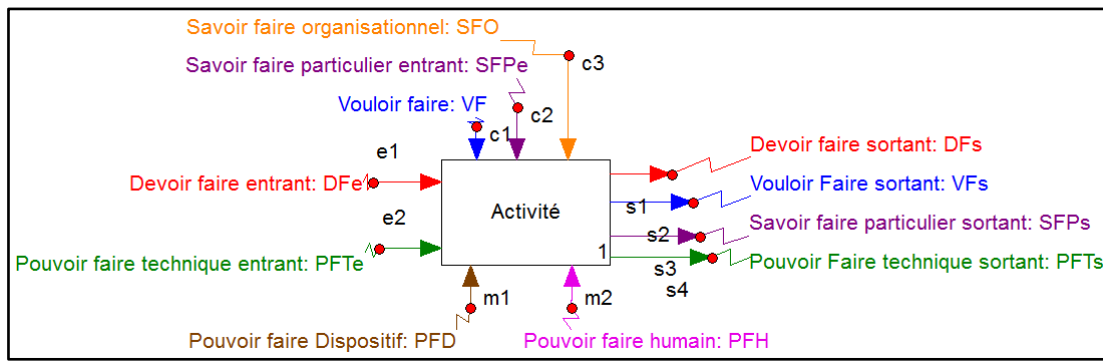 Savoir faire organisationnel: SFO
Savoir faire particulier entrant: SFPe
c3
Vouloir faire: VF
c2
c1
e1
Devoir faire sortant: DFs
Devoir faire entrant: DFe
Vouloir Faire sortant: VFs
Activité
s1
e2
Savoir faire particulier sortant: SFPs
s2
1
Pouvoir faire technique entrant: PFTe
Pouvoir Faire technique sortant: PFTs
s3
s4
m1
m2
Pouvoir faire Dispositif: PFD
Pouvoir faire humain: PFH